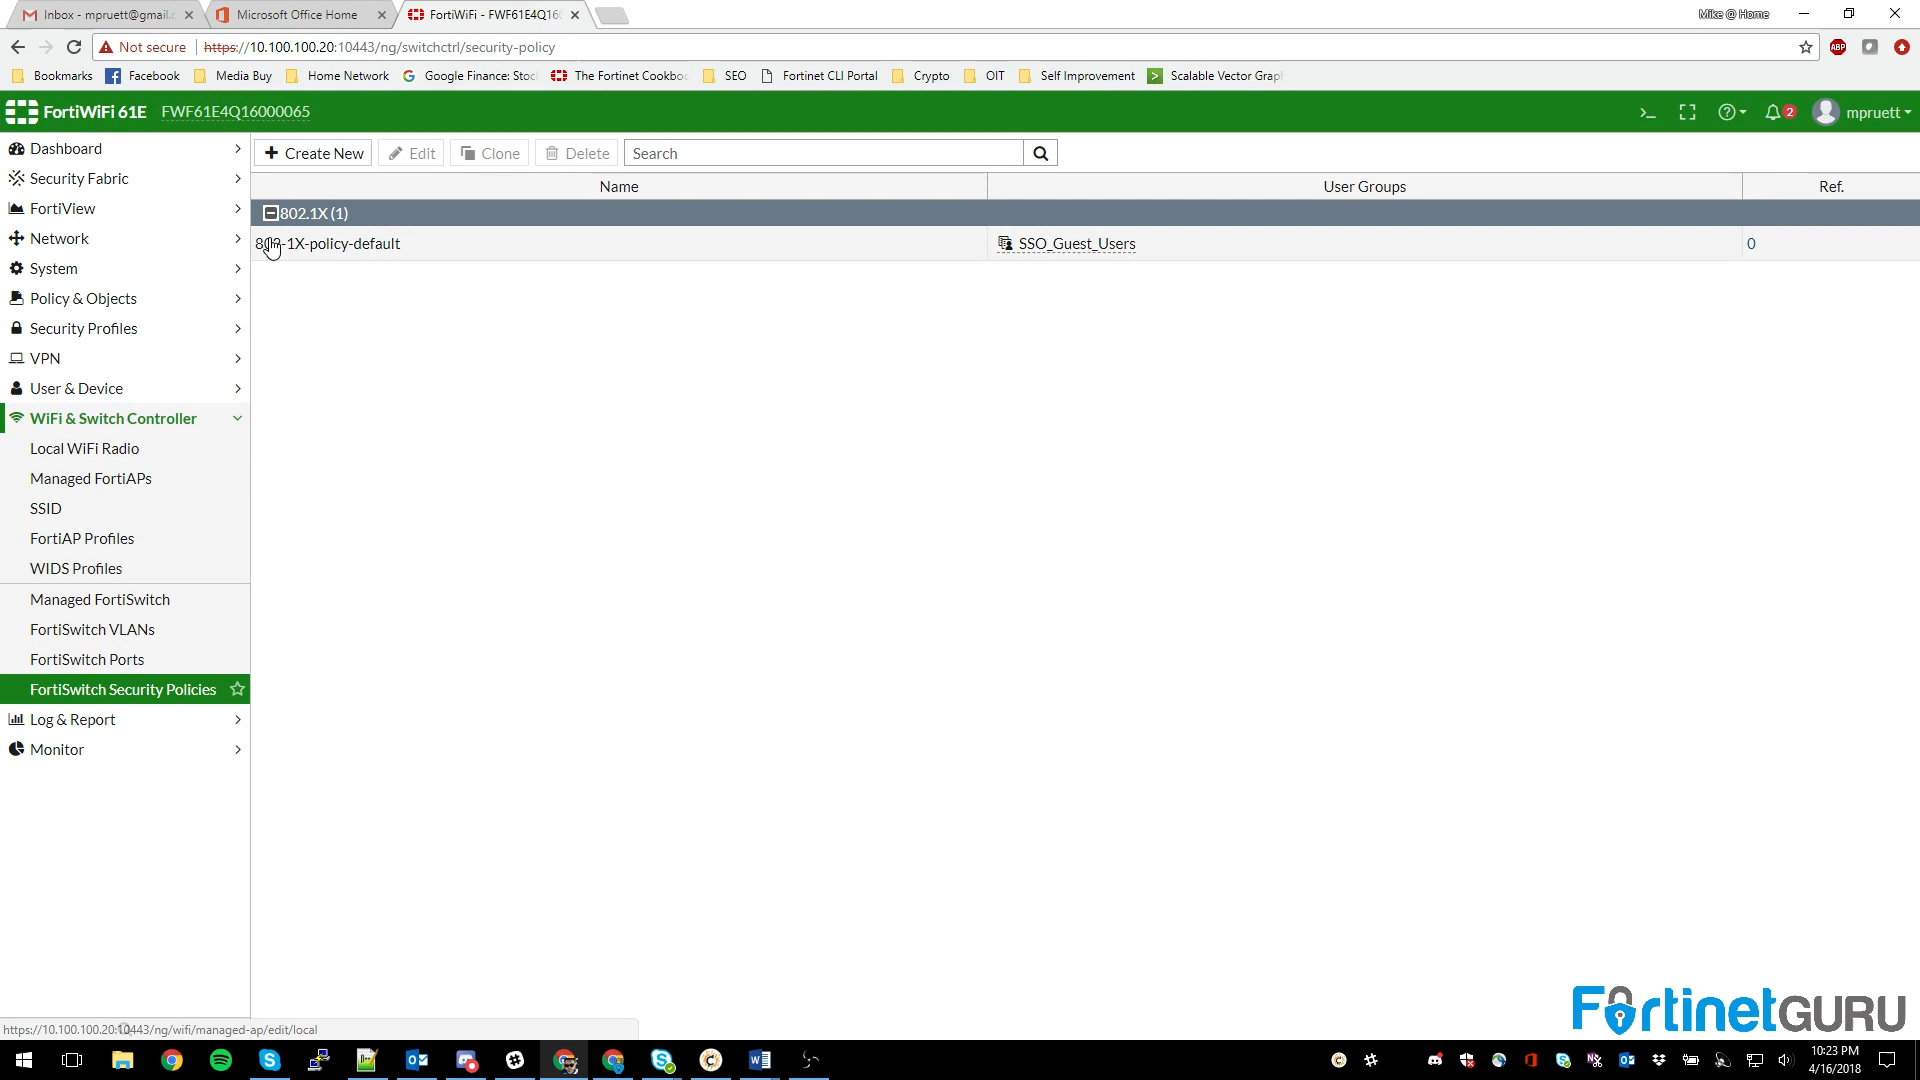 Inbox - mpruett@gmail.c
Microsoft Office Home
FortiWiFi - FWF61E4Q16
Mike @ Home
Not secure
https://10.100.100.20:10443/ng/switchctrl/security-policy
ABP
Bookmarks
Facebook
Media Buy
Home Network
Google Finance: Stoc
The Fortinet Cookbo
SEO
Fortinet CLI Portal
Crypto
OIT
Self Improvement
Scalable Vector Grap
FortiWiFi 61E
FWF61E4Q16000065
2
mpruett
Dashboard
Security Fabric
FortiView
Network
System
Policy & Objects
Security Profiles
VPN
User & Device
WiFi & Switch Controller
Local WiFi Radio
Managed FortiAPs
SSID
FortiAP Profiles
WIDS Profiles
Managed FortiSwitch
FortiSwitch VLANs
FortiSwitch Ports
FortiSwitch Security Policies
Log & Report
Monitor
Create New
Edit
Clone
Delete
Search
Name
User Groups
Ref.
802.1X (1)
802-1X-policy-default
SSO_Guest_Users
0
https://10.100.100.20:10443/ng/wifi/managed-ap/edit/local
FortinetGURU
10:23 PM
4/16/2018